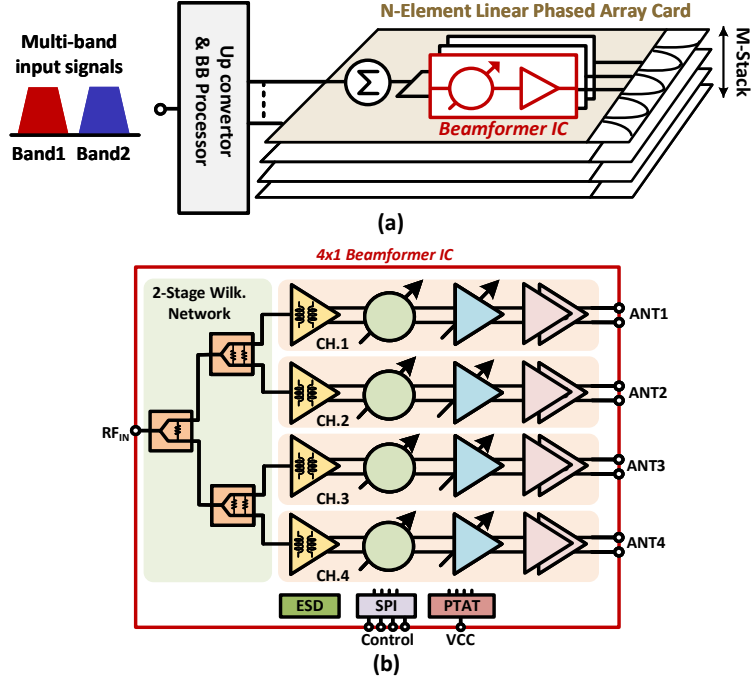 N-Element Linear Phased Array Card
Multi-band
input signals
Band1
Band2
Up convertor
& BB Processor
Σ
Beamformer IC
M-Stack
(a)
4x1 Beamformer IC
2-Stage Wilk.
Network
RFIN
CH.1
CH.2
CH.3
CH.4
ANT1
ANT2
ANT3
ANT4
ESD
SPI
PTAT
Control
VCC
(b)